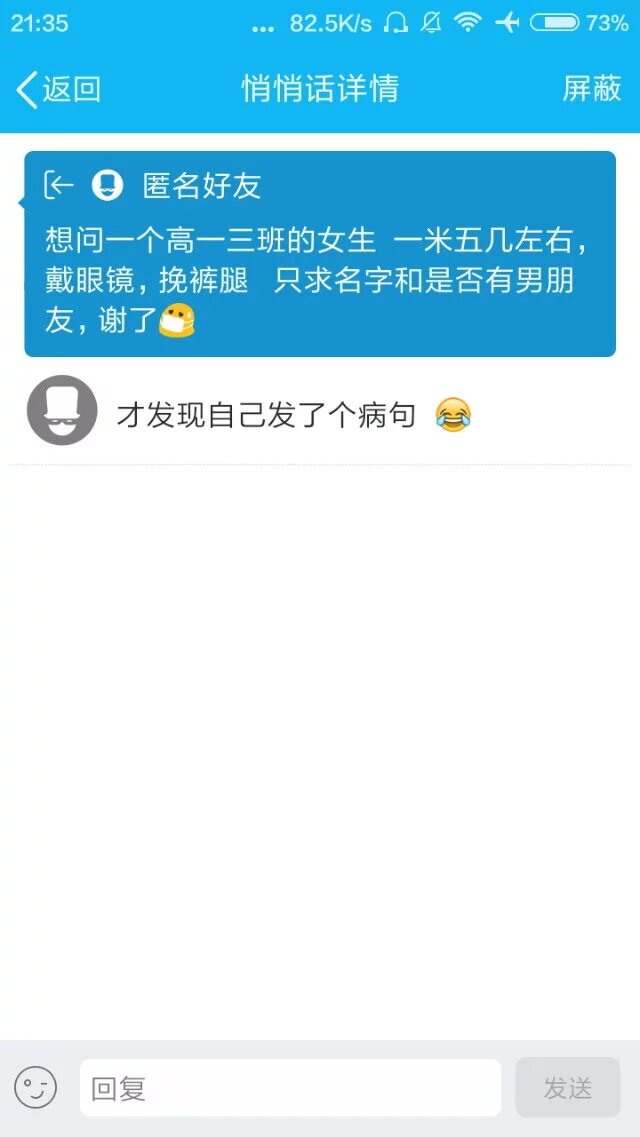 21:35 ... 82.5K/s 73%
返回 悄悄话详情 屏蔽
匿名好友
想问一个高一三班的女生 一米五几左右，
戴眼镜，挽裤腿 只求名字和是否有男朋
友，谢了😷
才发现自己发了个病句 😂
回复 发送